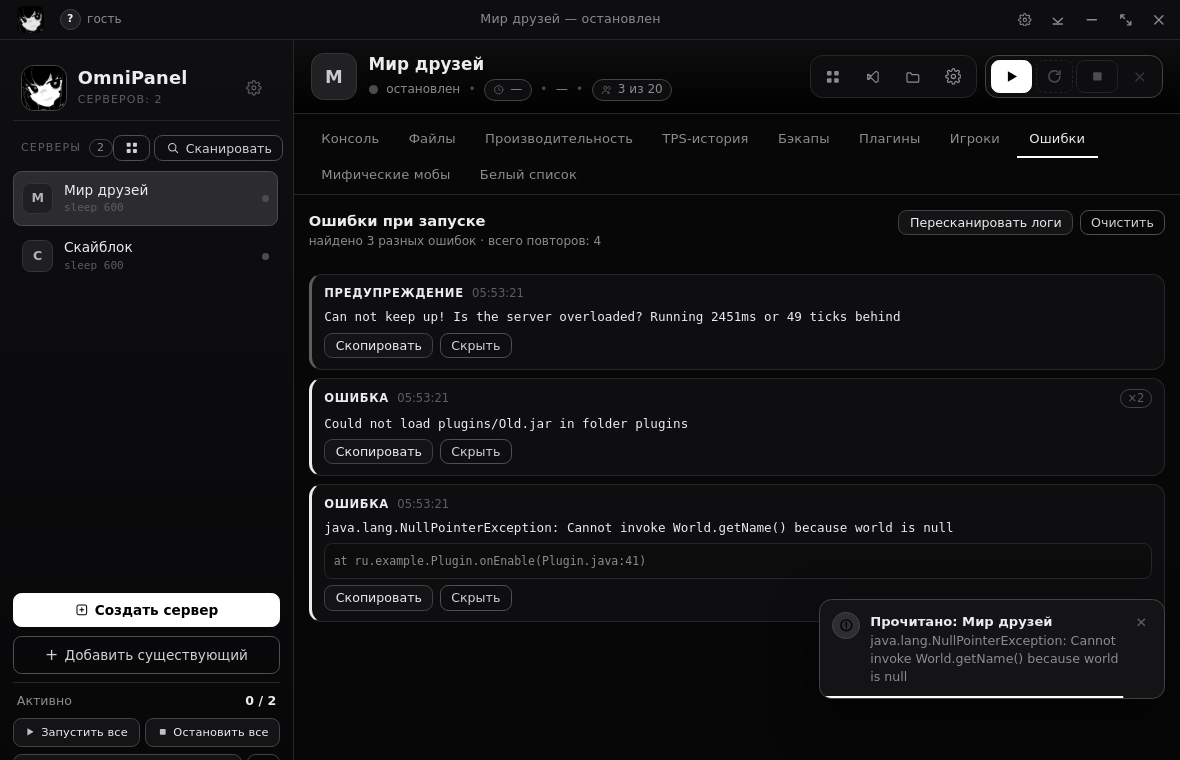 ? гость
Мир друзей — остановлен
OmniPanel
СЕРВЕРОВ: 2
СЕРВЕРЫ 2
Сканировать
М
Мир друзей
sleep 600
С
Скайблок
sleep 600
Создать сервер
+ Добавить существующий
Активно 0 / 2
Запустить все
Остановить все
М
Мир друзей
остановлен • — • — • 3 из 20
Консоль
Файлы
Производительность
TPS-история
Бэкапы
Плагины
Игроки
Ошибки
Мифические мобы
Белый список
Ошибки при запуске
найдено 3 разных ошибок · всего повторов: 4
Пересканировать логи
Очистить
ПРЕДУПРЕЖДЕНИЕ 05:53:21
Can not keep up! Is the server overloaded? Running 2451ms or 49 ticks behind
Скопировать
Скрыть
ОШИБКА 05:53:21
×2
Could not load plugins/Old.jar in folder plugins
Скопировать
Скрыть
ОШИБКА 05:53:21
java.lang.NullPointerException: Cannot invoke World.getName() because world is null
at ru.example.Plugin.onEnable(Plugin.java:41)
Скопировать
Скрыть
Прочитано: Мир друзей
java.lang.NullPointerException: Cannot
invoke World.getName() because world
is null